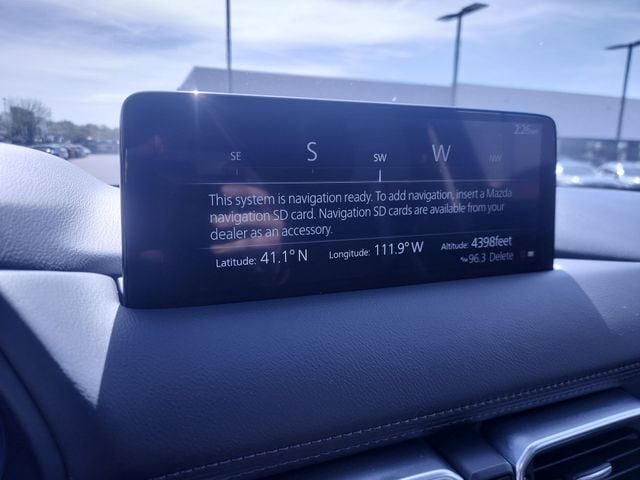 2:26
SE S SW W NW
This system is navigation ready. To add navigation, insert a Mazda
navigation SD card. Navigation SD cards are available from your
dealer as an accessory.
Latitude: 41.1° N Longitude: 111.9° W Altitude: 4398feet
96.3 Delete